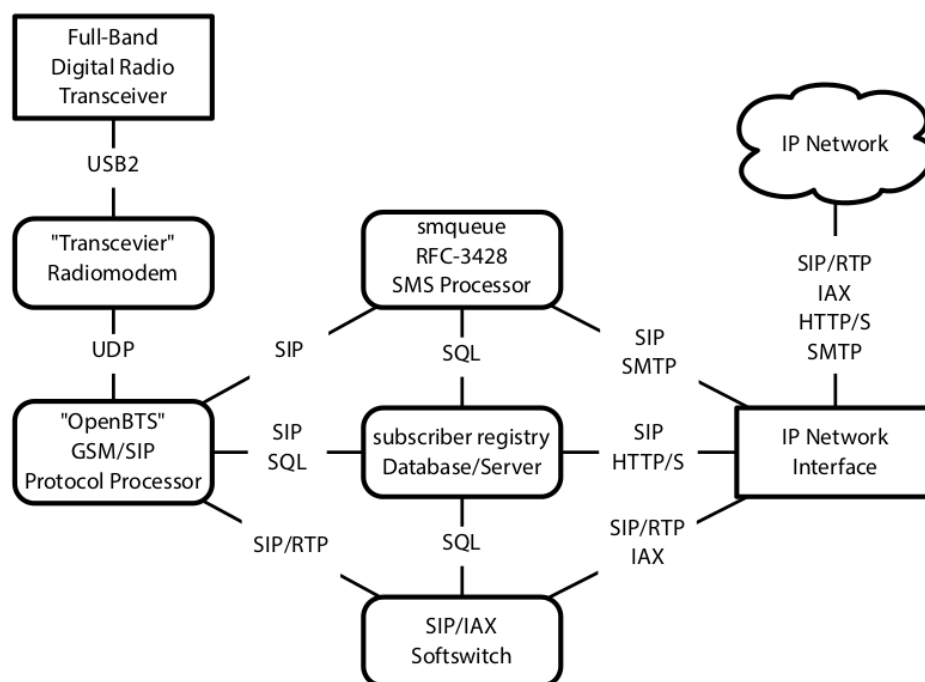 Full-Band
Digital Radio
Transceiver
USB2
"Transcevier"
Radiomodem
UDP
"OpenBTS"
GSM/SIP
Protocol Processor
SIP
SIP
SQL
SIP/RTP
smqueue
RFC-3428
SMS Processor
SQL
subscriber registry
Database/Server
SQL
SIP/IAX
Softswitch
SIP
SMTP
SIP
HTTP/S
SIP/RTP
IAX
IP Network
SIP/RTP
IAX
HTTP/S
SMTP
IP Network
Interface